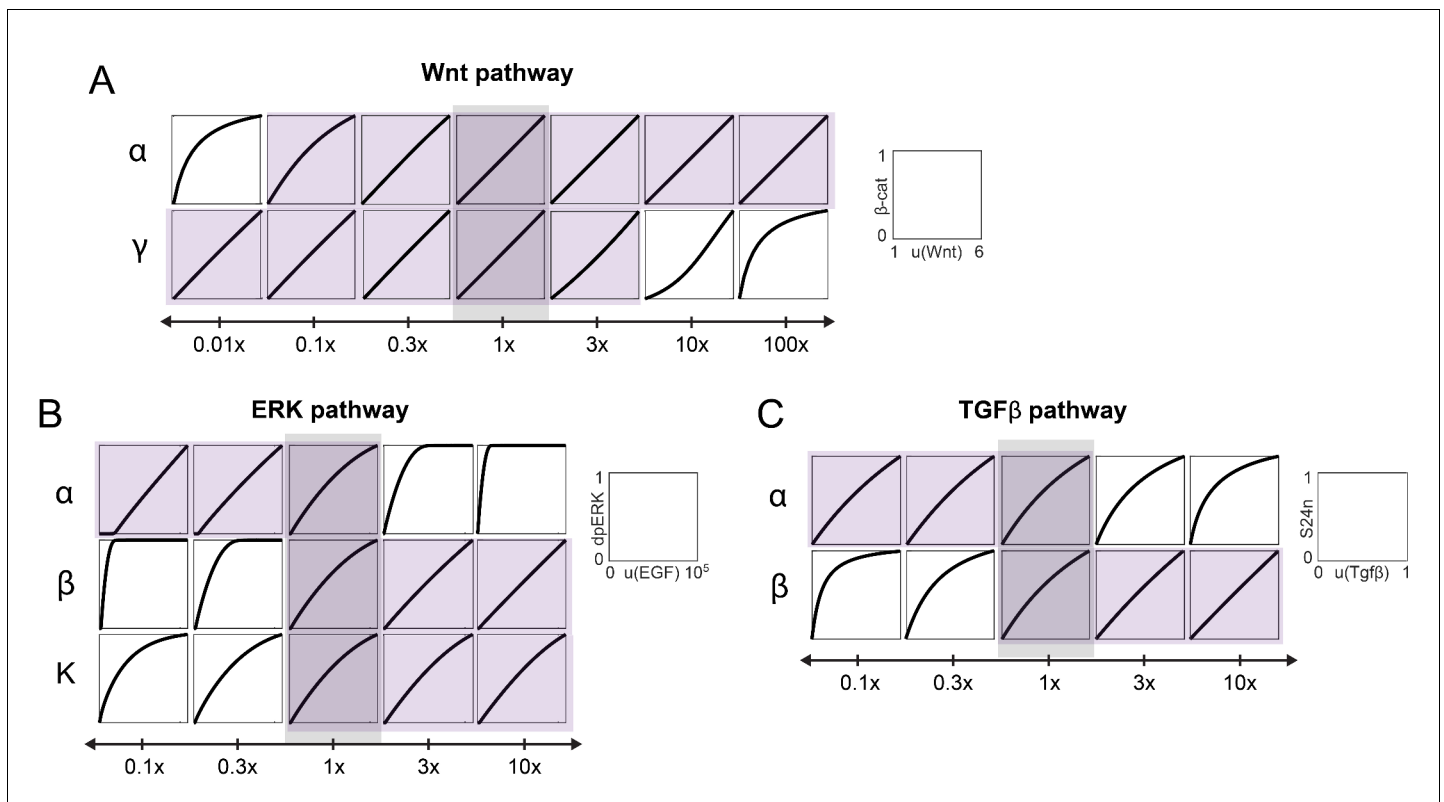 A
Wnt pathway
α
γ
0.01x 0.1x 0.3x 1x 3x 10x 100x
1
β-cat
0
1 u(Wnt) 6
B
ERK pathway
α
β
K
0.1x 0.3x 1x 3x 10x
1
dpERK
0
0 u(EGF) 10⁵
C
TGFβ pathway
α
β
0.1x 0.3x 1x 3x 10x
1
S24n
0
0 u(Tgfβ) 1